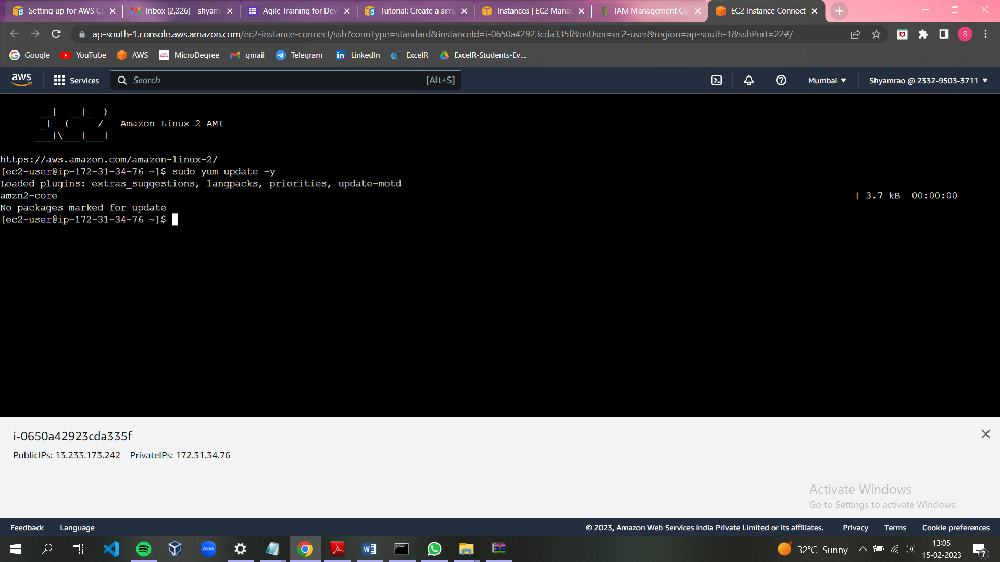 Setting up for AWS Co
Inbox (2,326) - shyam
Agile Training for Dev
Tutorial: Create a simp
Instances | EC2 Manag
IAM Management Co
EC2 Instance Connect
ap-south-1.console.aws.amazon.com/ec2-instance-connect/ssh?connType=standard&instanceId=i-0650a42923cda335f&osUser=ec2-user&region=ap-south-1&sshPort=22#/
S
Google YouTube AWS MicroDegree gmail Telegram LinkedIn ExcelR ExcelR-Students-Ev...
aws Services Search [Alt+S] Mumbai ▼ Shyamrao @ 2332-9503-3711 ▼
__|  __|_  )
_|  (     /   Amazon Linux 2 AMI
___|\___|___|
https://aws.amazon.com/amazon-linux-2/
[ec2-user@ip-172-31-34-76 ~]$ sudo yum update -y
Loaded plugins: extras_suggestions, langpacks, priorities, update-motd
amzn2-core | 3.7 kB 00:00:00
No packages marked for update
[ec2-user@ip-172-31-34-76 ~]$
i-0650a42923cda335f
PublicIPs: 13.233.173.242 PrivateIPs: 172.31.34.76
Activate Windows
Go to Settings to activate Windows.
Feedback Language © 2023, Amazon Web Services India Private Limited or its affiliates. Privacy Terms Cookie preferences
zoom
32°C Sunny
13:05
15-02-2023
7